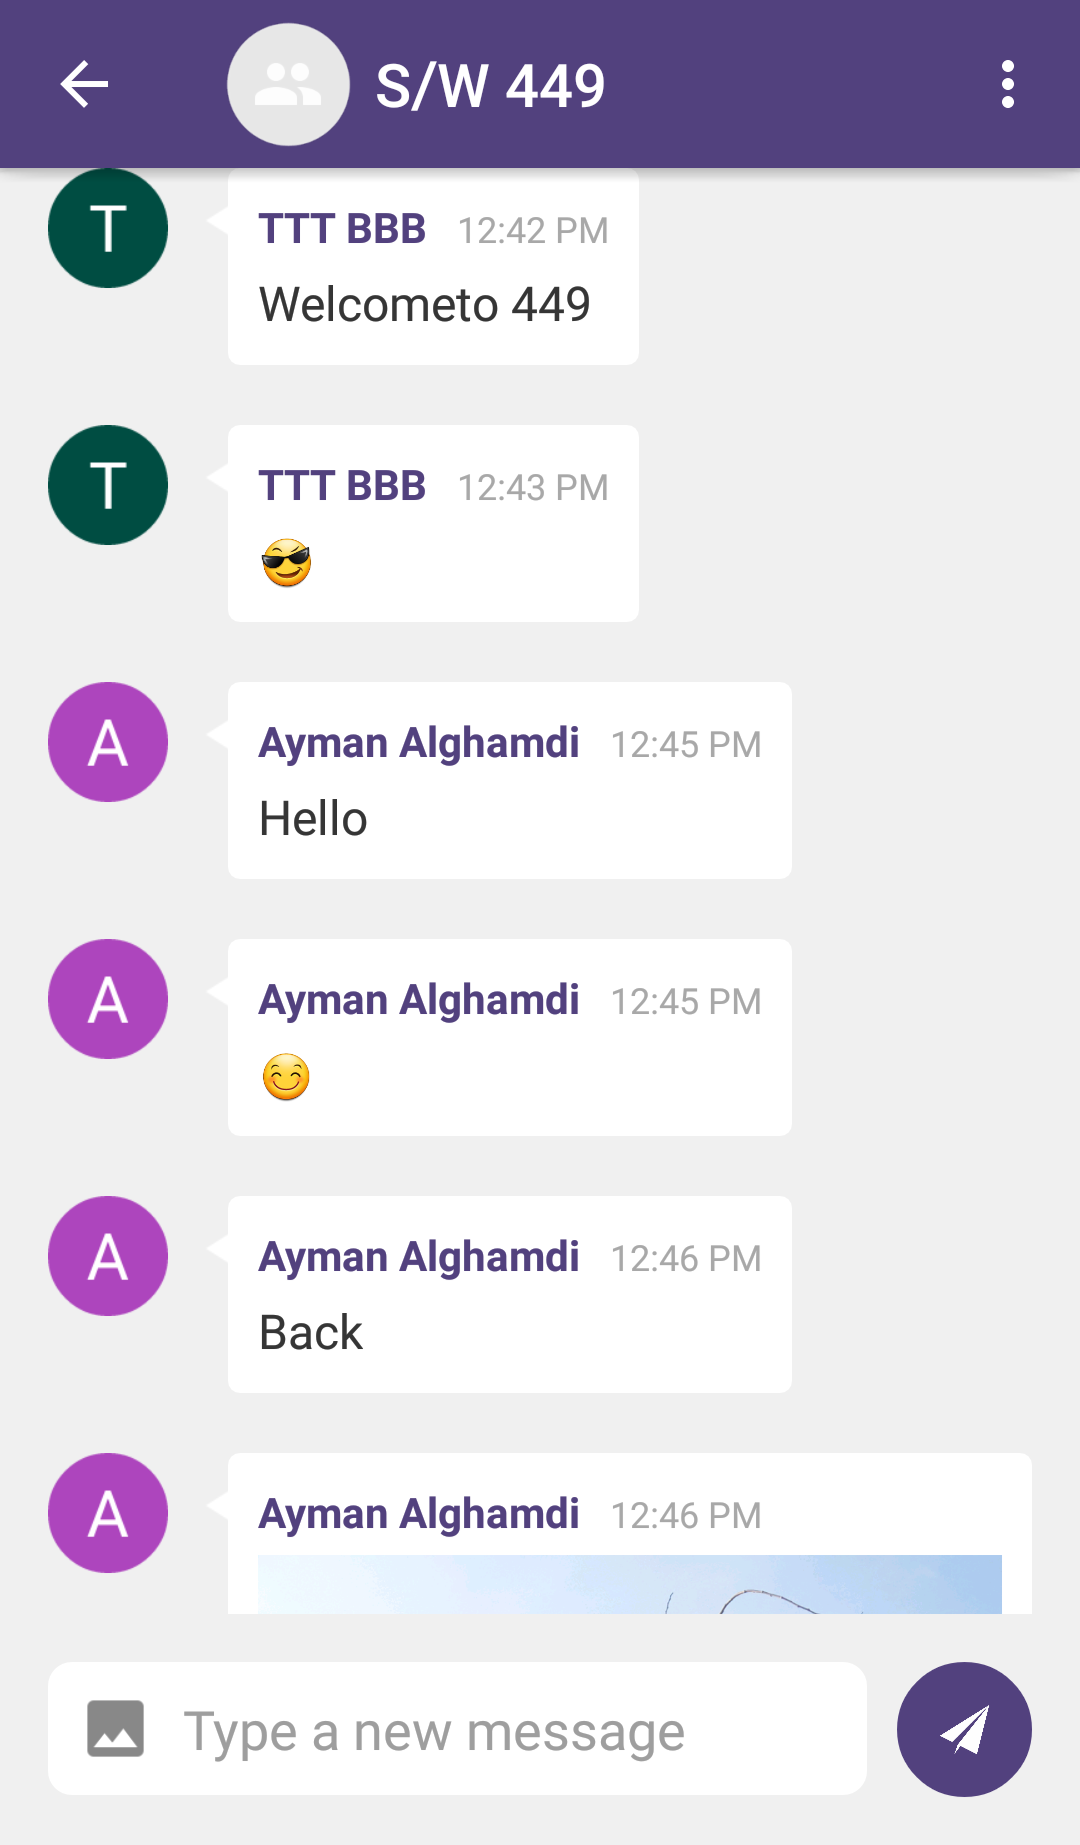 S/W 449
T
TTT BBB 12:42 PM
Welcometo 449
T
TTT BBB 12:43 PM
😎
A
Ayman Alghamdi 12:45 PM
Hello
A
Ayman Alghamdi 12:45 PM
😊
A
Ayman Alghamdi 12:46 PM
Back
A
Ayman Alghamdi 12:46 PM
Type a new message